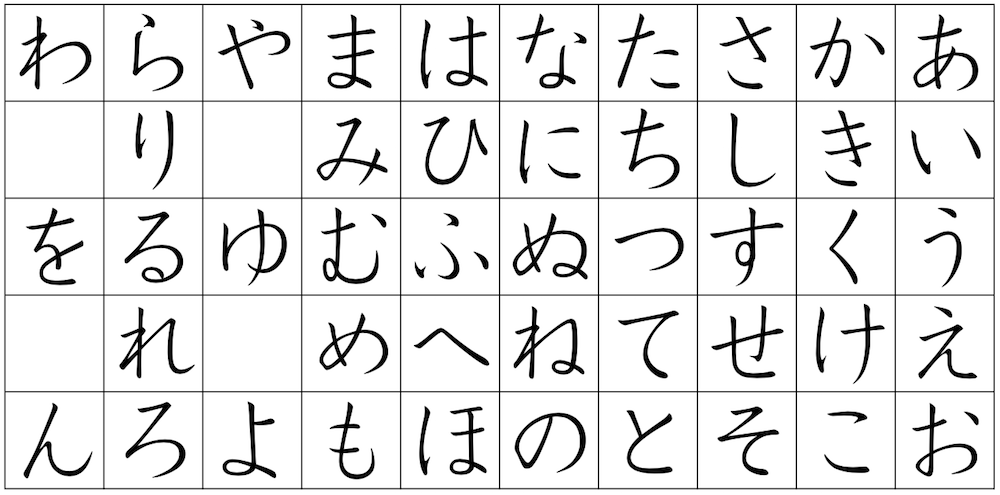 わ ら や ま は な た さ か あ
り み ひ に ち し き い
を る ゆ む ふ ぬ つ す く う
れ め へ ね て せ け え
ん ろ よ も ほ の と そ こ お